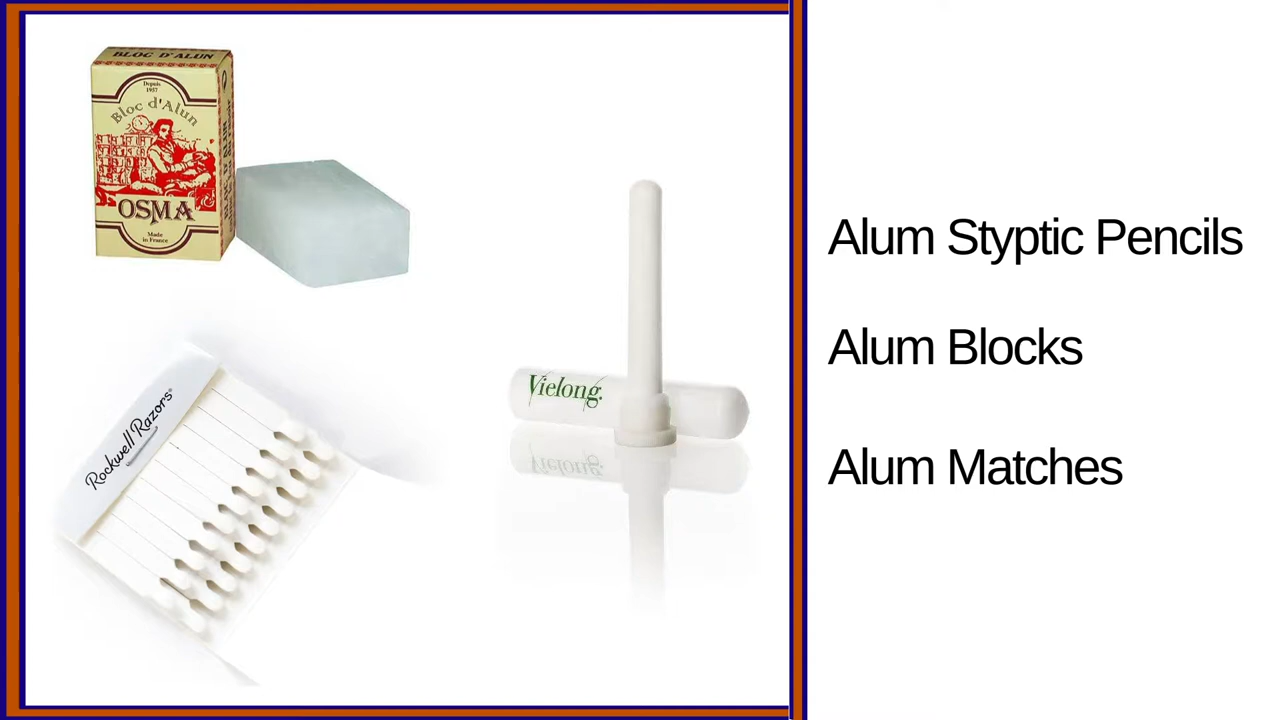 BLOC D'ALUN
Depuis
1957
Bloc d'Alun
OSMA
Made
in France
Vielong.
Rockwell Razors®
Alum Styptic Pencils
Alum Blocks
Alum Matches